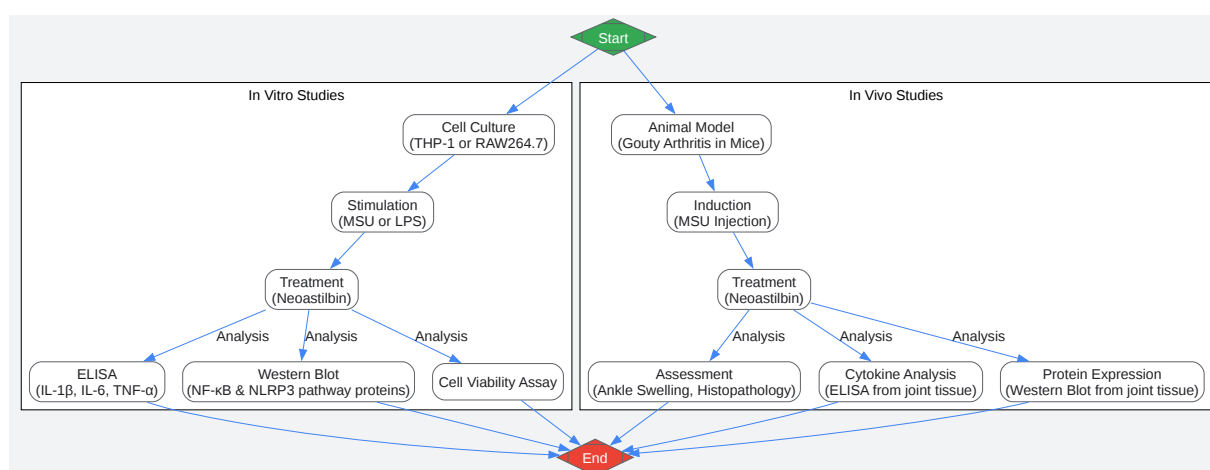 Start
In Vitro Studies
Cell Culture
(THP-1 or RAW264.7)
Stimulation
(MSU or LPS)
Treatment
(Neoastilbin)
Analysis
Analysis
Analysis
ELISA
(IL-1β, IL-6, TNF-α)
Western Blot
(NF-κB & NLRP3 pathway proteins)
Cell Viability Assay
In Vivo Studies
Animal Model
(Gouty Arthritis in Mice)
Induction
(MSU Injection)
Treatment
(Neoastilbin)
Analysis
Analysis
Analysis
Assessment
(Ankle Swelling, Histopathology)
Cytokine Analysis
(ELISA from joint tissue)
Protein Expression
(Western Blot from joint tissue)
End